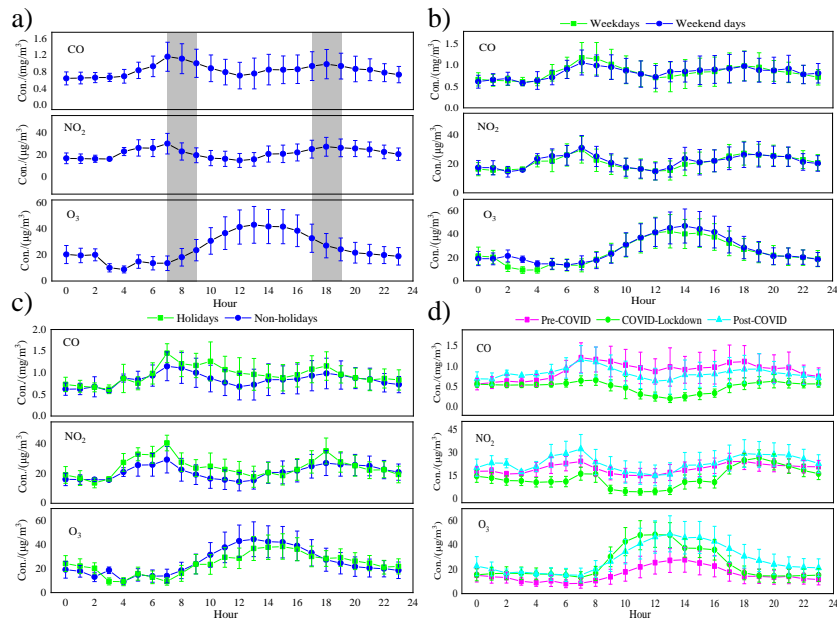 a)
CO
NO2
O3
Con./(mg/m³)
Con./(μg/m³)
Con./(μg/m³)
1.6
1.2
0.8
0.4
0.0
40
20
0
60
40
20
0
0 2 4 6 8 10 12 14 16 18 20 22 24
Hour
b)
Weekdays Weekend days
CO
NO2
O3
Con./(mg/m³)
Con./(μg/m³)
Con./(μg/m³)
1.5
1.0
0.5
0.0
40
20
0
60
40
20
0
0 2 4 6 8 10 12 14 16 18 20 22 24
Hour
c)
Holidays Non-holidays
CO
NO2
O3
Con./(mg/m³)
Con./(μg/m³)
Con./(μg/m³)
2.0
1.5
1.0
0.5
0.0
60
40
20
0
60
40
20
0
0 2 4 6 8 10 12 14 16 18 20 22 24
Hour
d)
Pre-COVID COVID-Lockdown Post-COVID
CO
NO2
O3
Con./(mg/m³)
Con./(μg/m³)
Con./(μg/m³)
1.5
1.0
0.5
0.0
45
30
15
0
60
40
20
0
0 2 4 6 8 10 12 14 16 18 20 22 24
Hour